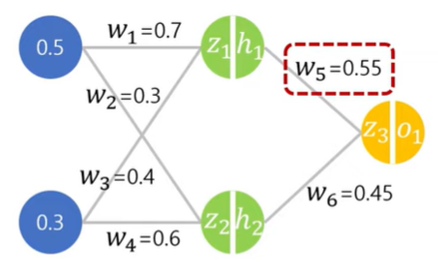 0.5
w₁=0.7
z₁ h₁
w₅=0.55
w₂=0.3
z₃ o₁
w₃=0.4
w₆=0.45
0.3
w₄=0.6
z₂ h₂